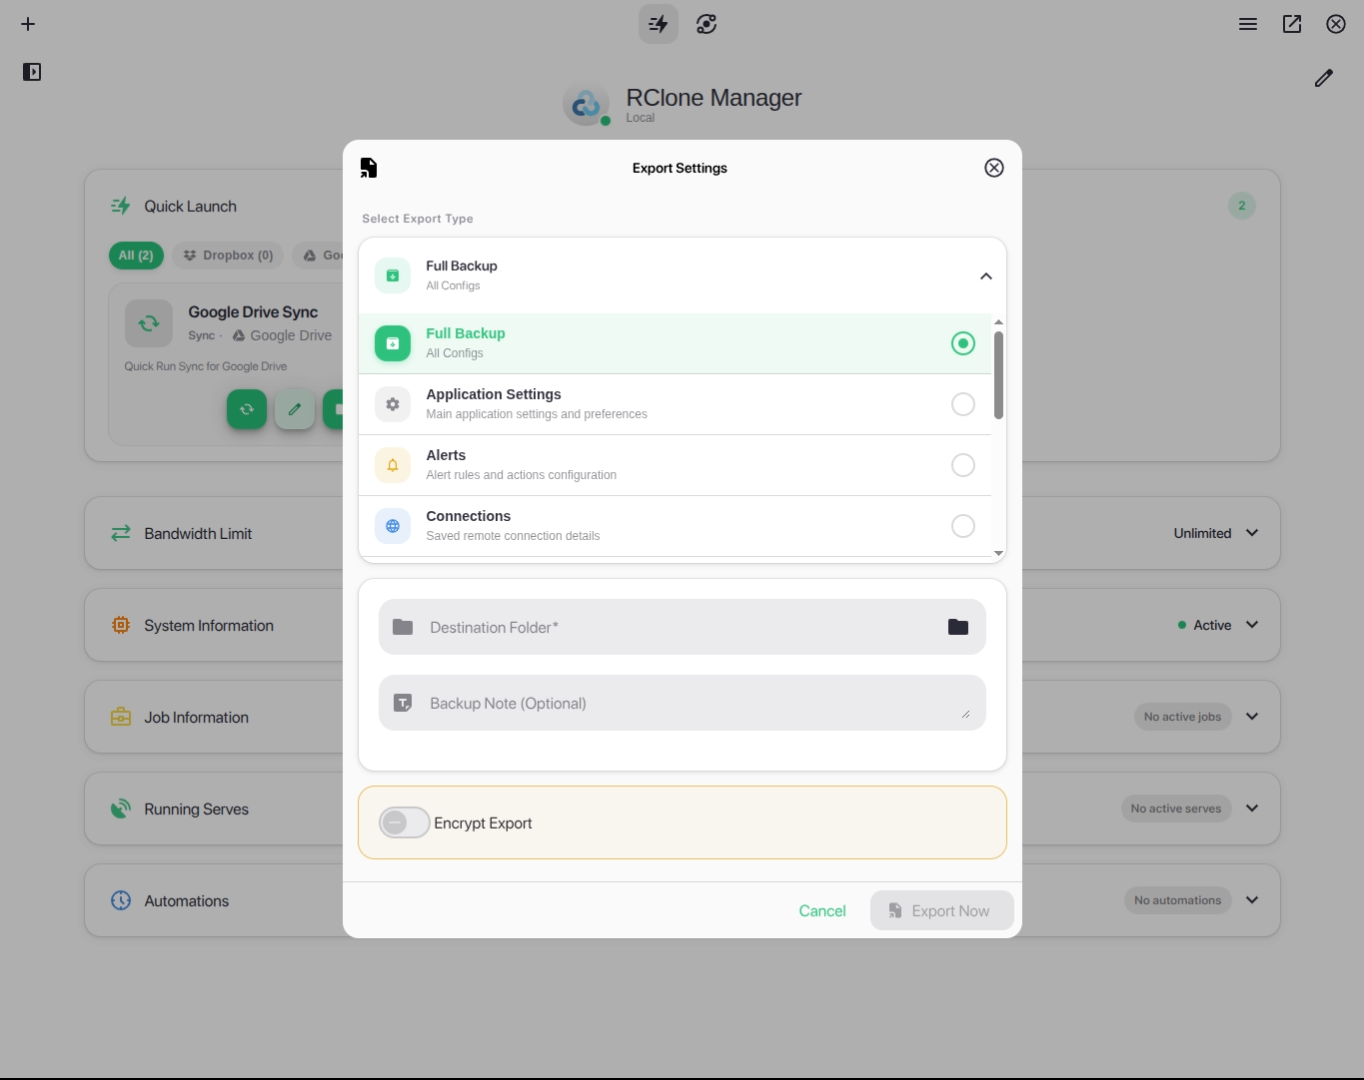 RClone Manager
Local
Export Settings
Select Export Type
Full Backup
All Configs
Full Backup
All Configs
Application Settings
Main application settings and preferences
Alerts
Alert rules and actions configuration
Connections
Saved remote connection details
Destination Folder*
Backup Note (Optional)
Encrypt Export
Cancel
Export Now
Quick Launch
2
All (2)
Dropbox (0)
Google Drive Sync
Sync · Google Drive
Quick Run Sync for Google Drive
Bandwidth Limit
Unlimited
System Information
Active
Job Information
No active jobs
Running Serves
No active serves
Automations
No automations